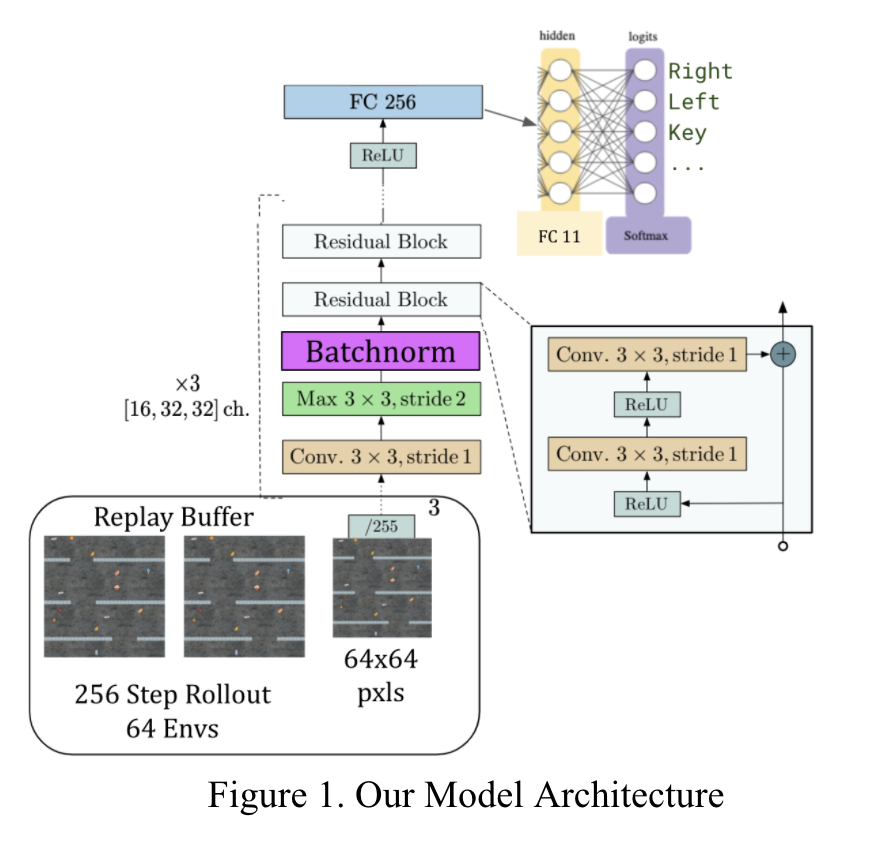 hidden
logits
Right
Left
Key
...
FC 11
Softmax
FC 256
ReLU
Residual Block
Residual Block
Batchnorm
Max 3 × 3, stride 2
Conv. 3 × 3, stride 1
×3
[16, 32, 32] ch.
Conv. 3 × 3, stride 1
+
ReLU
Conv. 3 × 3, stride 1
ReLU
Replay Buffer
/255
3
64x64
pxls
256 Step Rollout
64 Envs
Figure 1. Our Model Architecture